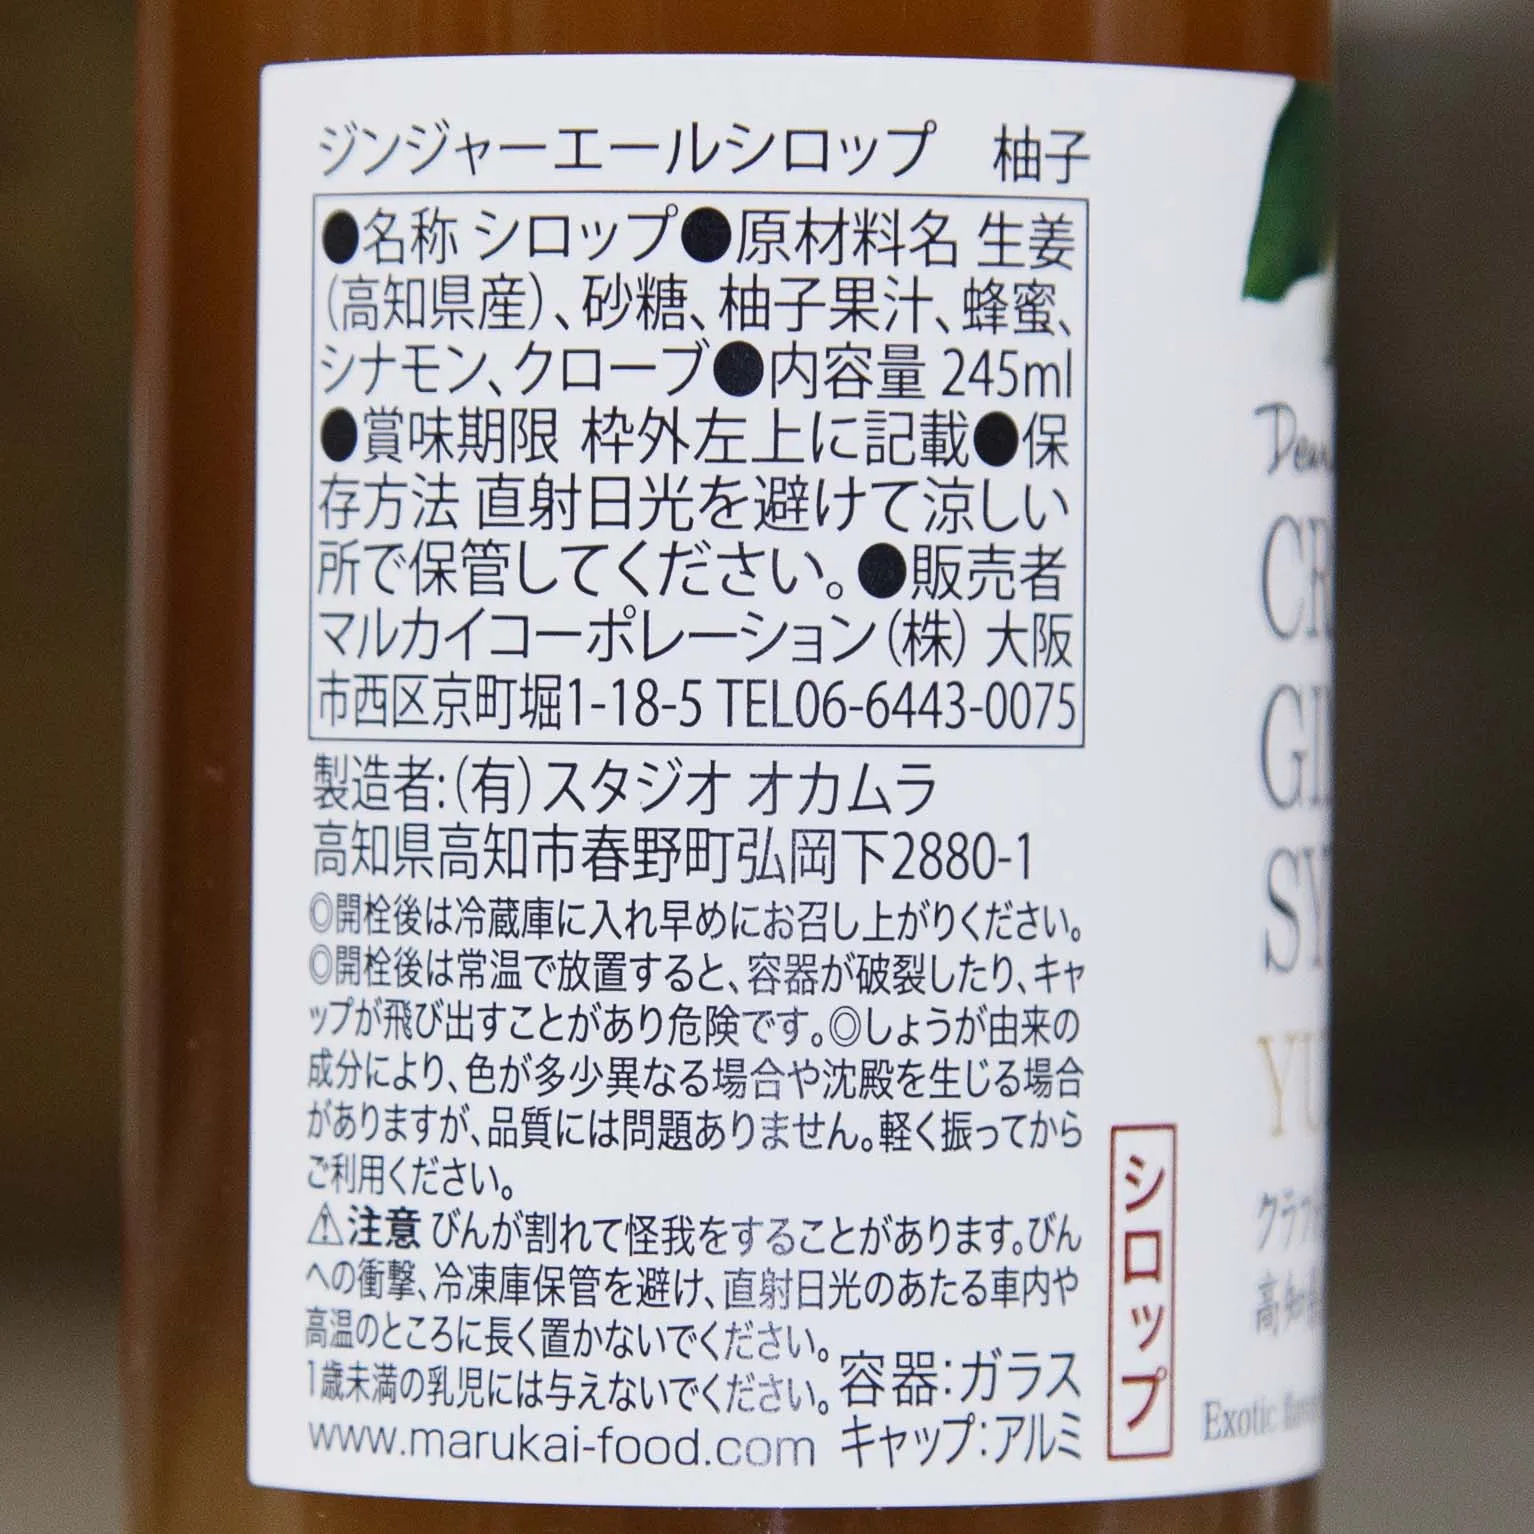 ジンジャーエールシロップ　柚子
●名称 シロップ●原材料名 生姜
(高知県産)、砂糖、柚子果汁、蜂蜜、
シナモン、クローブ●内容量 245ml
●賞味期限 枠外左上に記載●保
存方法 直射日光を避けて涼しい
所で保管してください。●販売者
マルカイコーポレーション(株) 大阪
市西区京町堀1-18-5 TEL06-6443-0075
製造者:(有)スタジオ オカムラ
高知県高知市春野町弘岡下2880-1
◎開栓後は冷蔵庫に入れ早めにお召し上がりください。
◎開栓後は常温で放置すると、容器が破裂したり、キャ
ップが飛び出すことがあり危険です。◎しょうが由来の
成分により、色が多少異なる場合や沈殿を生じる場合
がありますが、品質には問題ありません。軽く振ってから
ご利用ください。
⚠注意 びんが割れて怪我をすることがあります。びん
への衝撃、冷凍庫保管を避け、直射日光のあたる車内や
高温のところに長く置かないでください。
1歳未満の乳児には与えないでください。
容器:ガラス
www.marukai-food.com
キャップ:アルミ
シロップ
Dear
CR
GI
SY
YU
クラフ
高知
Exotic